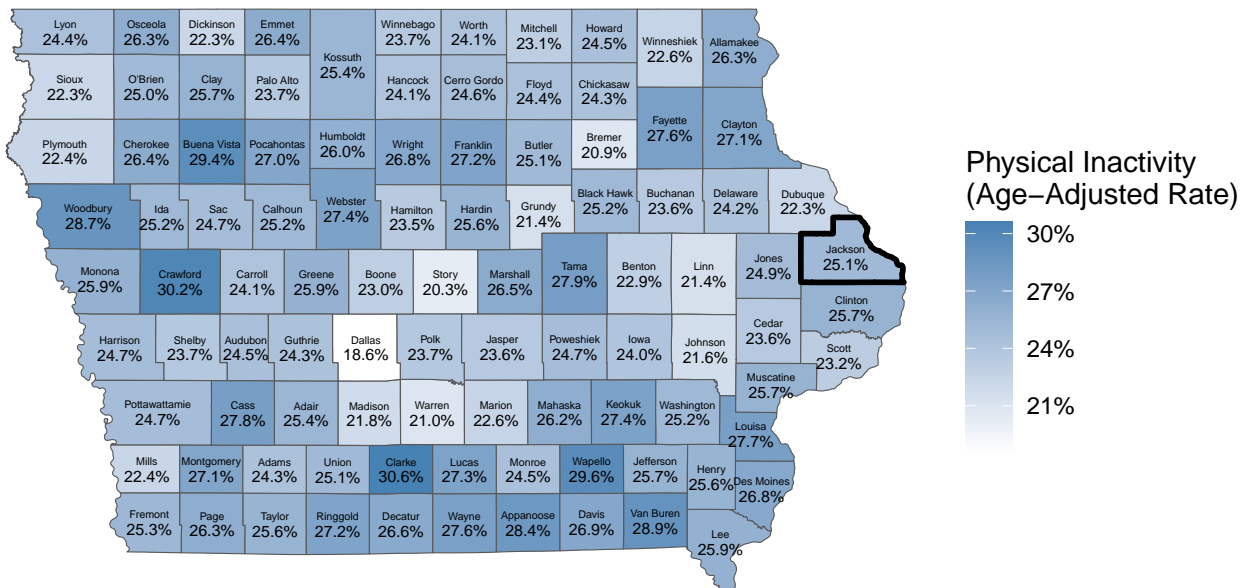 Lyon
24.4%
Osceola
26.3%
Dickinson
22.3%
Emmet
26.4%
Kossuth
25.4%
Winnebago
23.7%
Worth
24.1%
Mitchell
23.1%
Howard
24.5%
Winneshiek
22.6%
Allamakee
26.3%
Sioux
22.3%
O'Brien
25.0%
Clay
25.7%
Palo Alto
23.7%
Hancock
24.1%
Cerro Gordo
24.6%
Floyd
24.4%
Chickasaw
24.3%
Fayette
27.6%
Clayton
27.1%
Plymouth
22.4%
Cherokee
26.4%
Buena Vista
29.4%
Pocahontas
27.0%
Humboldt
26.0%
Wright
26.8%
Franklin
27.2%
Butler
25.1%
Bremer
20.9%
Woodbury
28.7%
Ida
25.2%
Sac
24.7%
Calhoun
25.2%
Webster
27.4%
Hamilton
23.5%
Hardin
25.6%
Grundy
21.4%
Black Hawk
25.2%
Buchanan
23.6%
Delaware
24.2%
Dubuque
22.3%
Monona
25.9%
Crawford
30.2%
Carroll
24.1%
Greene
25.9%
Boone
23.0%
Story
20.3%
Marshall
26.5%
Tama
27.9%
Benton
22.9%
Linn
21.4%
Jones
24.9%
Jackson
25.1%
Clinton
25.7%
Harrison
24.7%
Shelby
23.7%
Audubon
24.5%
Guthrie
24.3%
Dallas
18.6%
Polk
23.7%
Jasper
23.6%
Poweshiek
24.7%
Iowa
24.0%
Johnson
21.6%
Cedar
23.6%
Scott
23.2%
Muscatine
25.7%
Pottawattamie
24.7%
Cass
27.8%
Adair
25.4%
Madison
21.8%
Warren
21.0%
Marion
22.6%
Mahaska
26.2%
Keokuk
27.4%
Washington
25.2%
Louisa
27.7%
Mills
22.4%
Montgomery
27.1%
Adams
24.3%
Union
25.1%
Clarke
30.6%
Lucas
27.3%
Monroe
24.5%
Wapello
29.6%
Jefferson
25.7%
Henry
25.6%
Des Moines
26.8%
Fremont
25.3%
Page
26.3%
Taylor
25.6%
Ringgold
27.2%
Decatur
26.6%
Wayne
27.6%
Appanoose
28.4%
Davis
26.9%
Van Buren
28.9%
Lee
25.9%
Physical Inactivity
(Age−Adjusted Rate)
30%
27%
24%
21%